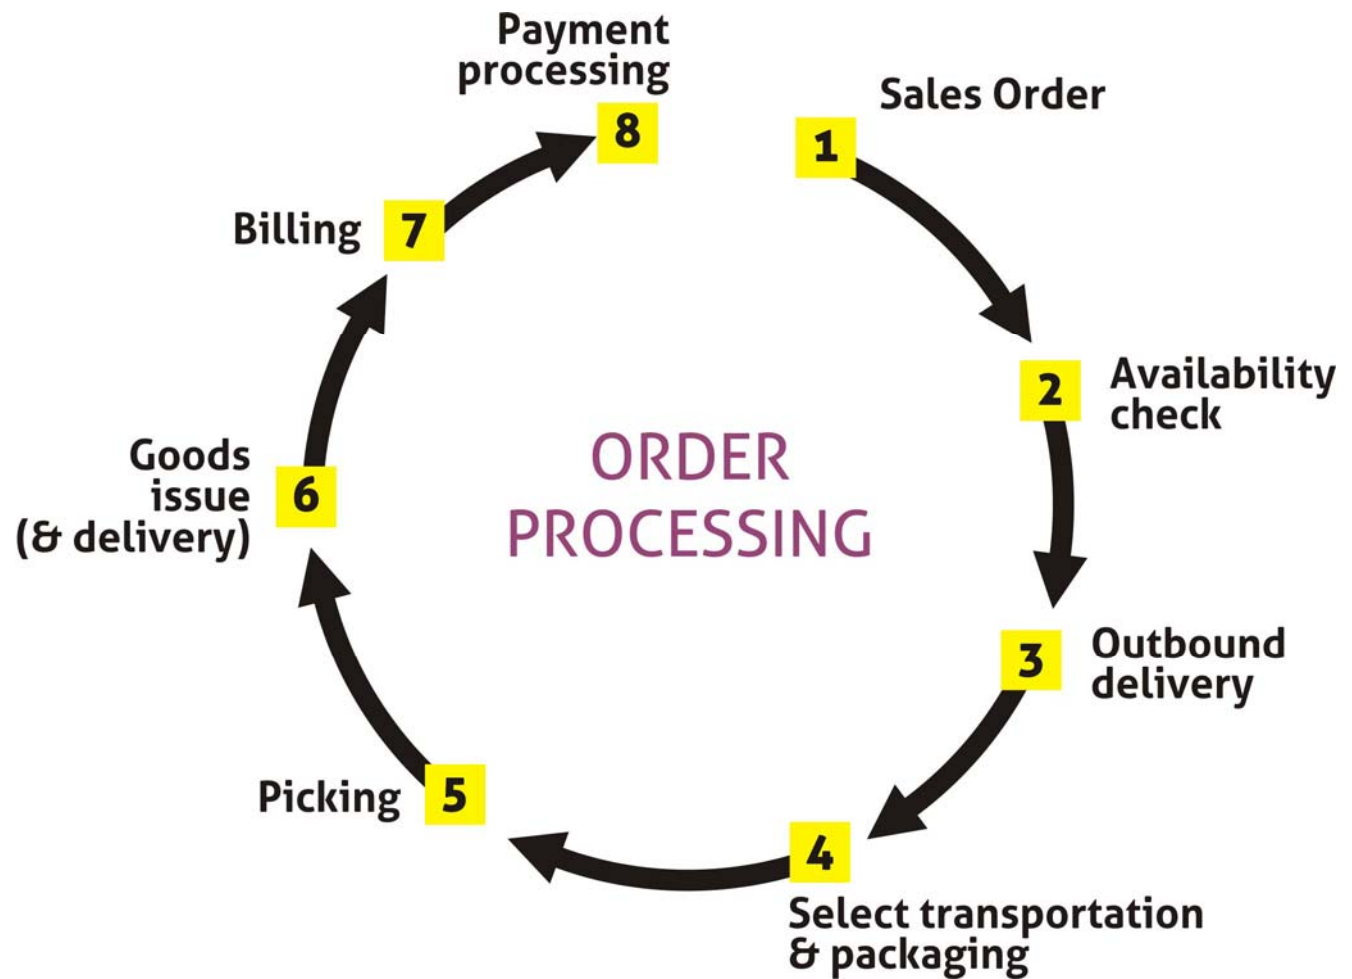 Payment
processing
8
1
Sales Order
2
Availability
check
3
Outbound
delivery
4
Select transportation
& packaging
5
Picking
6
Goods
issue
(& delivery)
7
Billing
ORDER
PROCESSING